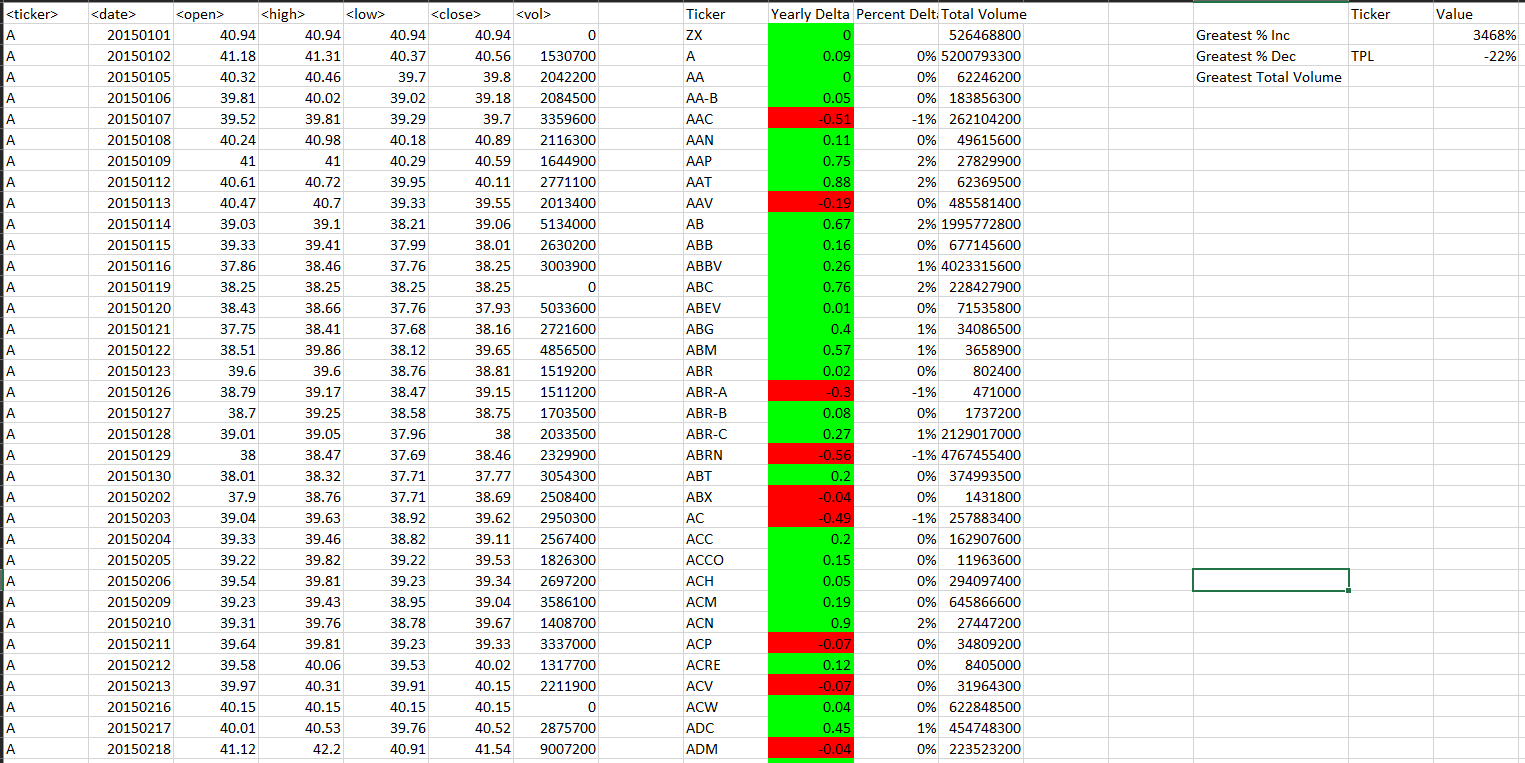 <ticker> <date> <open> <high> <low> <close> <vol> Ticker Yearly Delta Percent Delt Total Volume Ticker Value
A 20150101 40.94 40.94 40.94 40.94 0 ZX 0 526468800 Greatest % Inc 3468%
A 20150102 41.18 41.31 40.37 40.56 1530700 A 0.09 0% 5200793300 Greatest % Dec TPL -22%
A 20150105 40.32 40.46 39.7 39.8 2042200 AA 0 0% 62246200 Greatest Total Volume
A 20150106 39.81 40.02 39.02 39.18 2084500 AA-B 0.05 0% 183856300
A 20150107 39.52 39.81 39.29 39.7 3359600 AAC -0.51 -1% 262104200
A 20150108 40.24 40.98 40.18 40.89 2116300 AAN 0.11 0% 49615600
A 20150109 41 41 40.29 40.59 1644900 AAP 0.75 2% 27829900
A 20150112 40.61 40.72 39.95 40.11 2771100 AAT 0.88 2% 62369500
A 20150113 40.47 40.7 39.33 39.55 2013400 AAV -0.19 0% 485581400
A 20150114 39.03 39.1 38.21 39.06 5134000 AB 0.67 2% 1995772800
A 20150115 39.33 39.41 37.99 38.01 2630200 ABB 0.16 0% 677145600
A 20150116 37.86 38.46 37.76 38.25 3003900 ABBV 0.26 1% 4023315600
A 20150119 38.25 38.25 38.25 38.25 0 ABC 0.76 2% 228427900
A 20150120 38.43 38.66 37.76 37.93 5033600 ABEV 0.01 0% 71535800
A 20150121 37.75 38.41 37.68 38.16 2721600 ABG 0.4 1% 34086500
A 20150122 38.51 39.86 38.12 39.65 4856500 ABM 0.57 1% 3658900
A 20150123 39.6 39.6 38.76 38.81 1519200 ABR 0.02 0% 802400
A 20150126 38.79 39.17 38.47 39.15 1511200 ABR-A -0.3 -1% 471000
A 20150127 38.7 39.25 38.58 38.75 1703500 ABR-B 0.08 0% 1737200
A 20150128 39.01 39.05 37.96 38 2033500 ABR-C 0.27 1% 2129017000
A 20150129 38 38.47 37.69 38.46 2329900 ABRN -0.56 -1% 4767455400
A 20150130 38.01 38.32 37.71 37.77 3054300 ABT 0.2 0% 374993500
A 20150202 37.9 38.76 37.71 38.69 2508400 ABX -0.04 0% 1431800
A 20150203 39.04 39.63 38.92 39.62 2950300 AC -0.49 -1% 257883400
A 20150204 39.33 39.46 38.82 39.11 2567400 ACC 0.2 0% 162907600
A 20150205 39.22 39.82 39.22 39.53 1826300 ACCO 0.15 0% 11963600
A 20150206 39.54 39.81 39.23 39.34 2697200 ACH 0.05 0% 294097400
A 20150209 39.23 39.43 38.95 39.04 3586100 ACM 0.19 0% 645866600
A 20150210 39.31 39.76 38.78 39.67 1408700 ACN 0.9 2% 27447200
A 20150211 39.64 39.81 39.23 39.33 3337000 ACP -0.07 0% 34809200
A 20150212 39.58 40.06 39.53 40.02 1317700 ACRE 0.12 0% 8405000
A 20150213 39.97 40.31 39.91 40.15 2211900 ACV -0.07 0% 31964300
A 20150216 40.15 40.15 40.15 40.15 0 ACW 0.04 0% 622848500
A 20150217 40.01 40.53 39.76 40.52 2875700 ADC 0.45 1% 454748300
A 20150218 41.12 42.2 40.91 41.54 9007200 ADM -0.04 0% 223523200